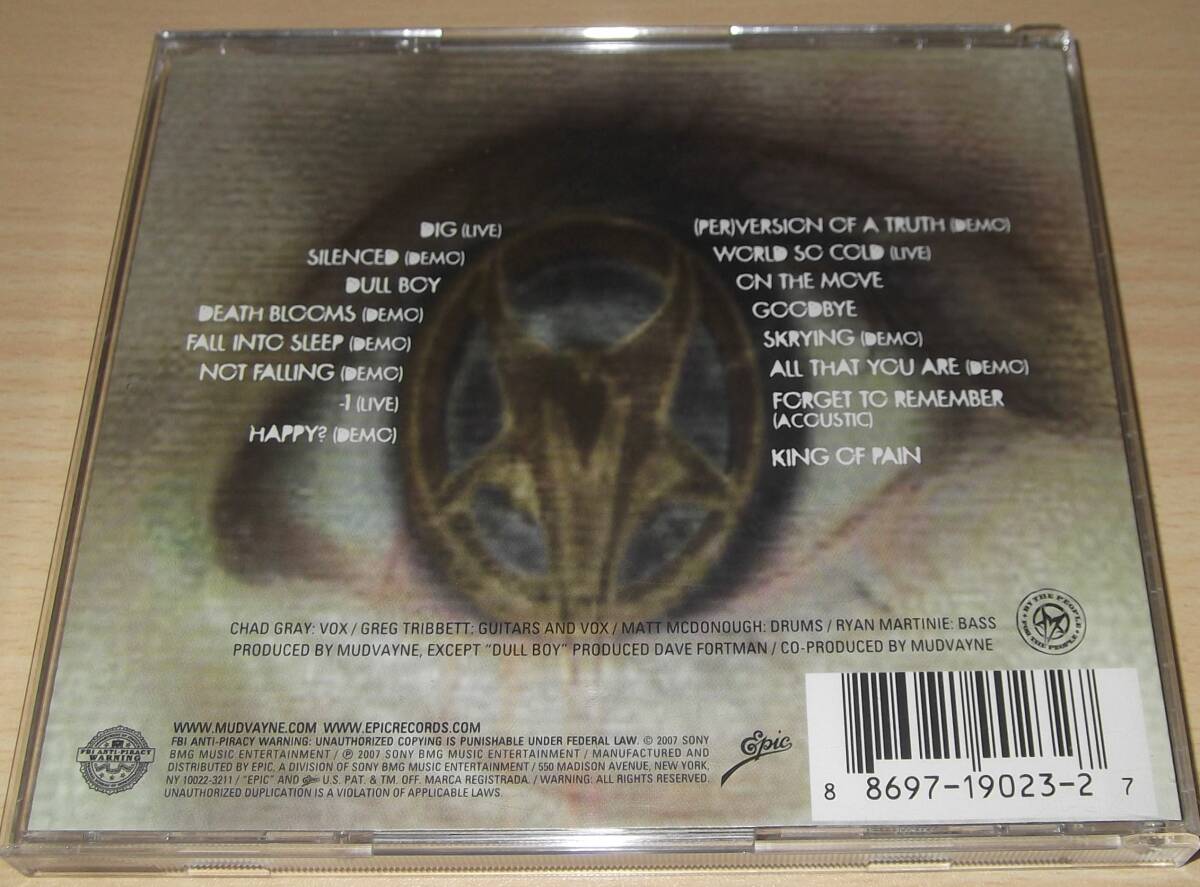 DIG (LIVE)
SILENCED (DEMO)
DULL BOY
DEATH BLOOMS (DEMO)
FALL INTO SLEEP (DEMO)
NOT FALLING (DEMO)
-1 (LIVE)
HAPPY? (DEMO)
(PER)VERSION OF A TRUTH (DEMO)
WORLD SO COLD (LIVE)
ON THE MOVE
GOODBYE
SKRYING (DEMO)
ALL THAT YOU ARE (DEMO)
FORGET TO REMEMBER
(ACOUSTIC)
KING OF PAIN
CHAD GRAY: VOX / GREG TRIBBETT: GUITARS AND VOX / MATT MCDONOUGH: DRUMS / RYAN MARTINIE: BASS
PRODUCED BY MUDVAYNE, EXCEPT "DULL BOY" PRODUCED DAVE FORTMAN / CO-PRODUCED BY MUDVAYNE
BY THE PEOPLE
FOR THE PEOPLE
WWW.MUDVAYNE.COM WWW.EPICRECORDS.COM
FBI ANTI-PIRACY WARNING: UNAUTHORIZED COPYING IS PUNISHABLE UNDER FEDERAL LAW. © 2007 SONY
BMG MUSIC ENTERTAINMENT / ℗ 2007 SONY BMG MUSIC ENTERTAINMENT / MANUFACTURED AND
DISTRIBUTED BY EPIC, A DIVISION OF SONY BMG MUSIC ENTERTAINMENT / 550 MADISON AVENUE, NEW YORK,
NY 10022-3211 / "EPIC" AND Epic U.S. PAT. & TM. OFF. MARCA REGISTRADA. / WARNING: ALL RIGHTS RESERVED.
UNAUTHORIZED DUPLICATION IS A VIOLATION OF APPLICABLE LAWS.
FBI ANTI-PIRACY
WARNING
Epic
8 8697-19023-2 7